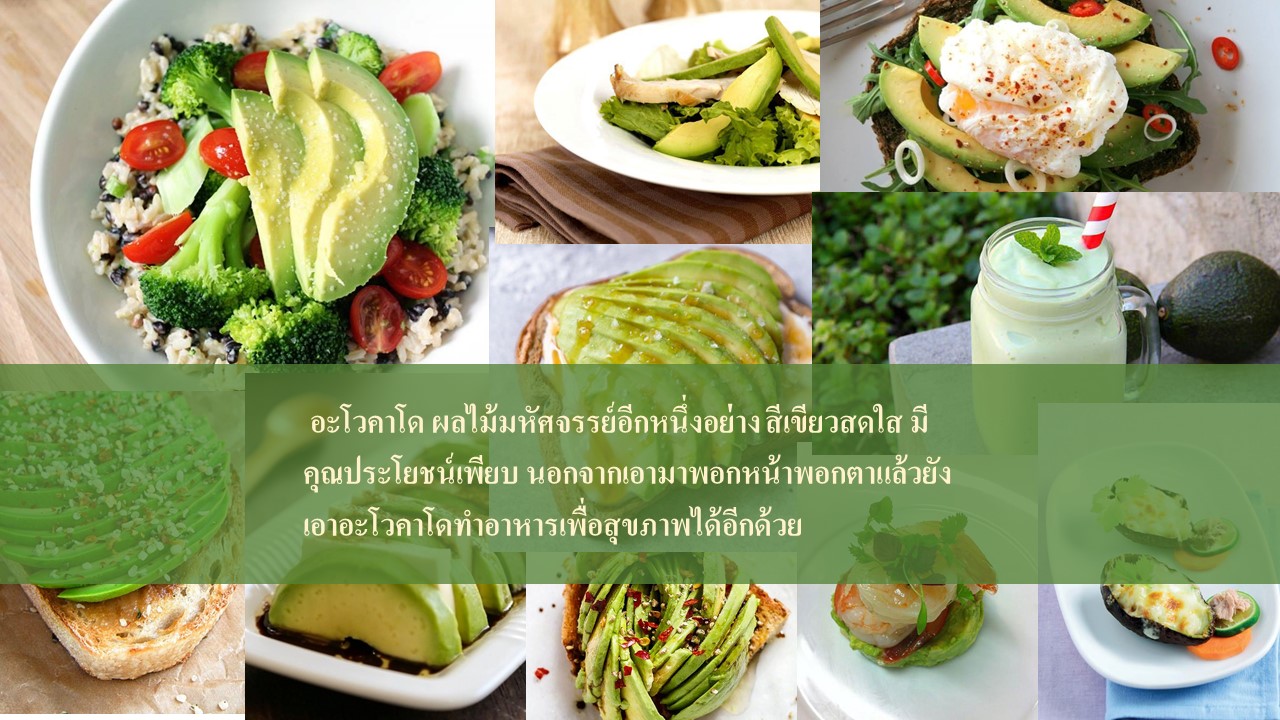 อะโวคาโด ผลไม้มหัศจรรย์อีกหนึ่งอย่าง สีเขียวสดใส มี
คุณประโยชน์เพียบ นอกจากเอามาพอกหน้าพอกตาแล้วยัง
เอาอะโวคาโดทำอาหารเพื่อสุขภาพได้อีกด้วย